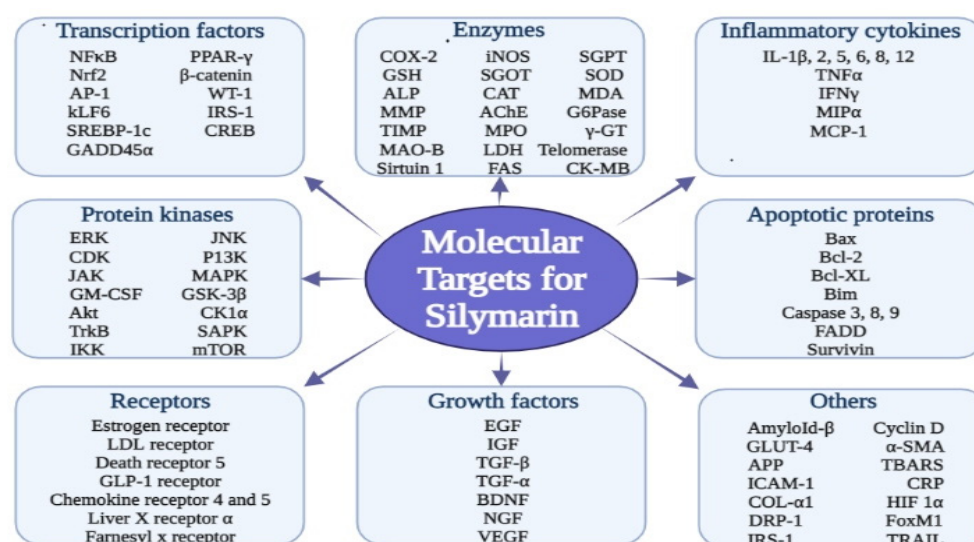 Transcription factors
NFκB PPAR-γ
Nrf2 β-catenin
AP-1 WT-1
kLF6 IRS-1
SREBP-1c CREB
GADD45α
Enzymes
COX-2 iNOS SGPT
GSH SGOT SOD
ALP CAT MDA
MMP AChE G6Pase
TIMP MPO γ-GT
MAO-B LDH Telomerase
Sirtuin 1 FAS CK-MB
Inflammatory cytokines
IL-1β, 2, 5, 6, 8, 12
TNFα
IFNγ
MIPα
MCP-1
Protein kinases
ERK JNK
CDK P13K
JAK MAPK
GM-CSF GSK-3β
Akt CK1α
TrkB SAPK
IKK mTOR
Molecular
Targets for
Silymarin
Apoptotic proteins
Bax
Bcl-2
Bcl-XL
Bim
Caspase 3, 8, 9
FADD
Survivin
Receptors
Estrogen receptor
LDL receptor
Death receptor 5
GLP-1 receptor
Chemokine receptor 4 and 5
Liver X receptor α
Farnesyl x receptor
Growth factors
EGF
IGF
TGF-β
TGF-α
BDNF
NGF
VEGF
Others
AmyloId-β Cyclin D
GLUT-4 α-SMA
APP TBARS
ICAM-1 CRP
COL-α1 HIF 1α
DRP-1 FoxM1
IRS-1 TRAIL